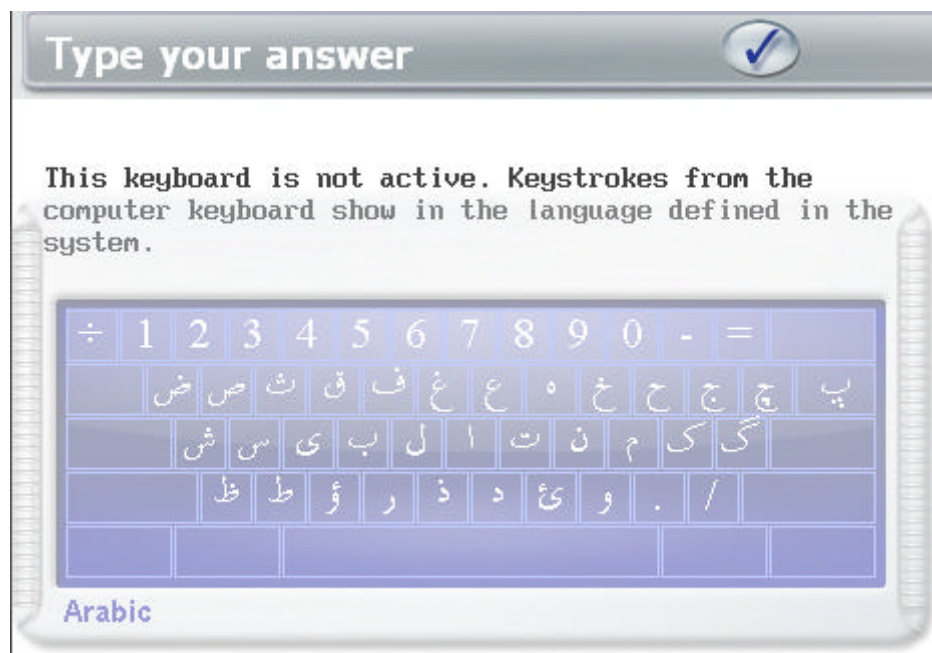 Type your answer
This keyboard is not active. Keystrokes from the
computer keyboard show in the language defined in the
system.
÷ 1 2 3 4 5 6 7 8 9 0 - =
ض ص ث ق ف غ ع ه خ ح ج چ پ
ش س ی ب ل ا ت ن م ک گ
ظ ط ؤ ر ذ د ئ و . /
Arabic